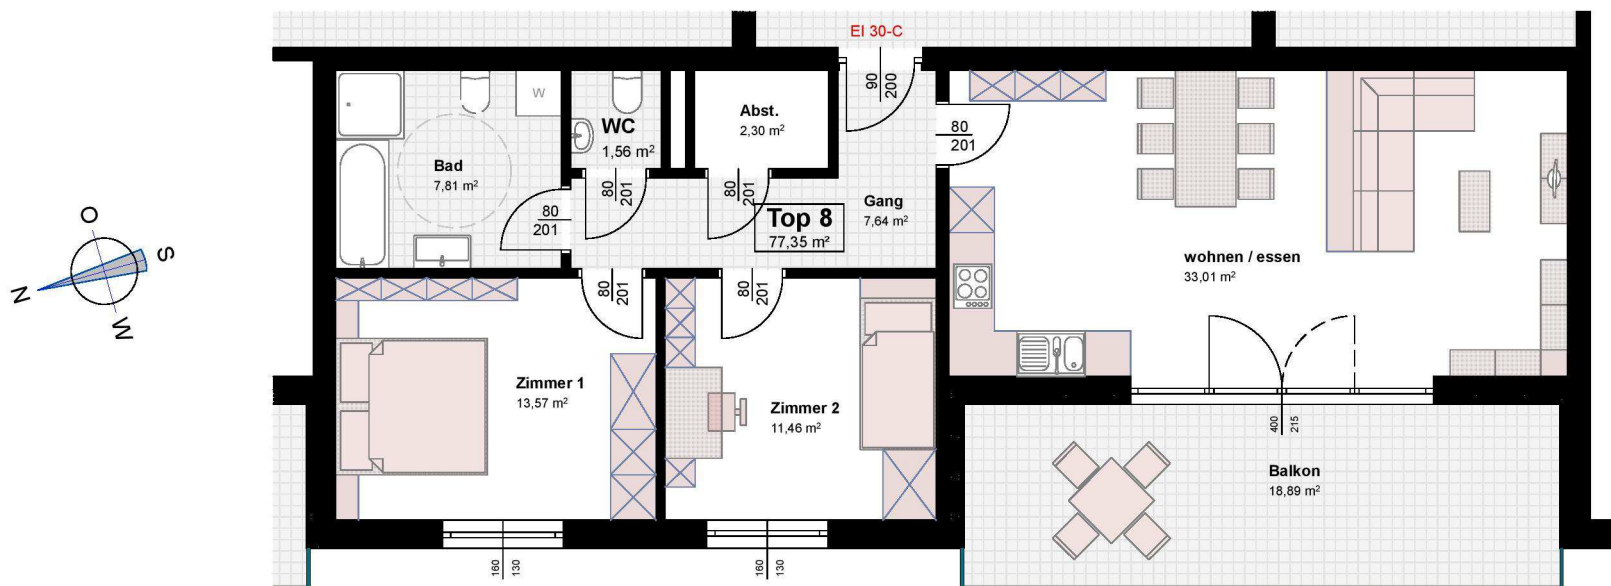 EI 30-C
90
200
W
WC
1,56 m²
Abst.
2,30 m²
80
201
Bad
7,81 m²
80
201
80
201
80
201
Gang
7,64 m²
Top 8
77,35 m²
wohnen / essen
33,01 m²
O
S
N
W
80
201
80
201
Zimmer 1
13,57 m²
Zimmer 2
11,46 m²
400
215
Balkon
18,89 m²
160
130
160
130